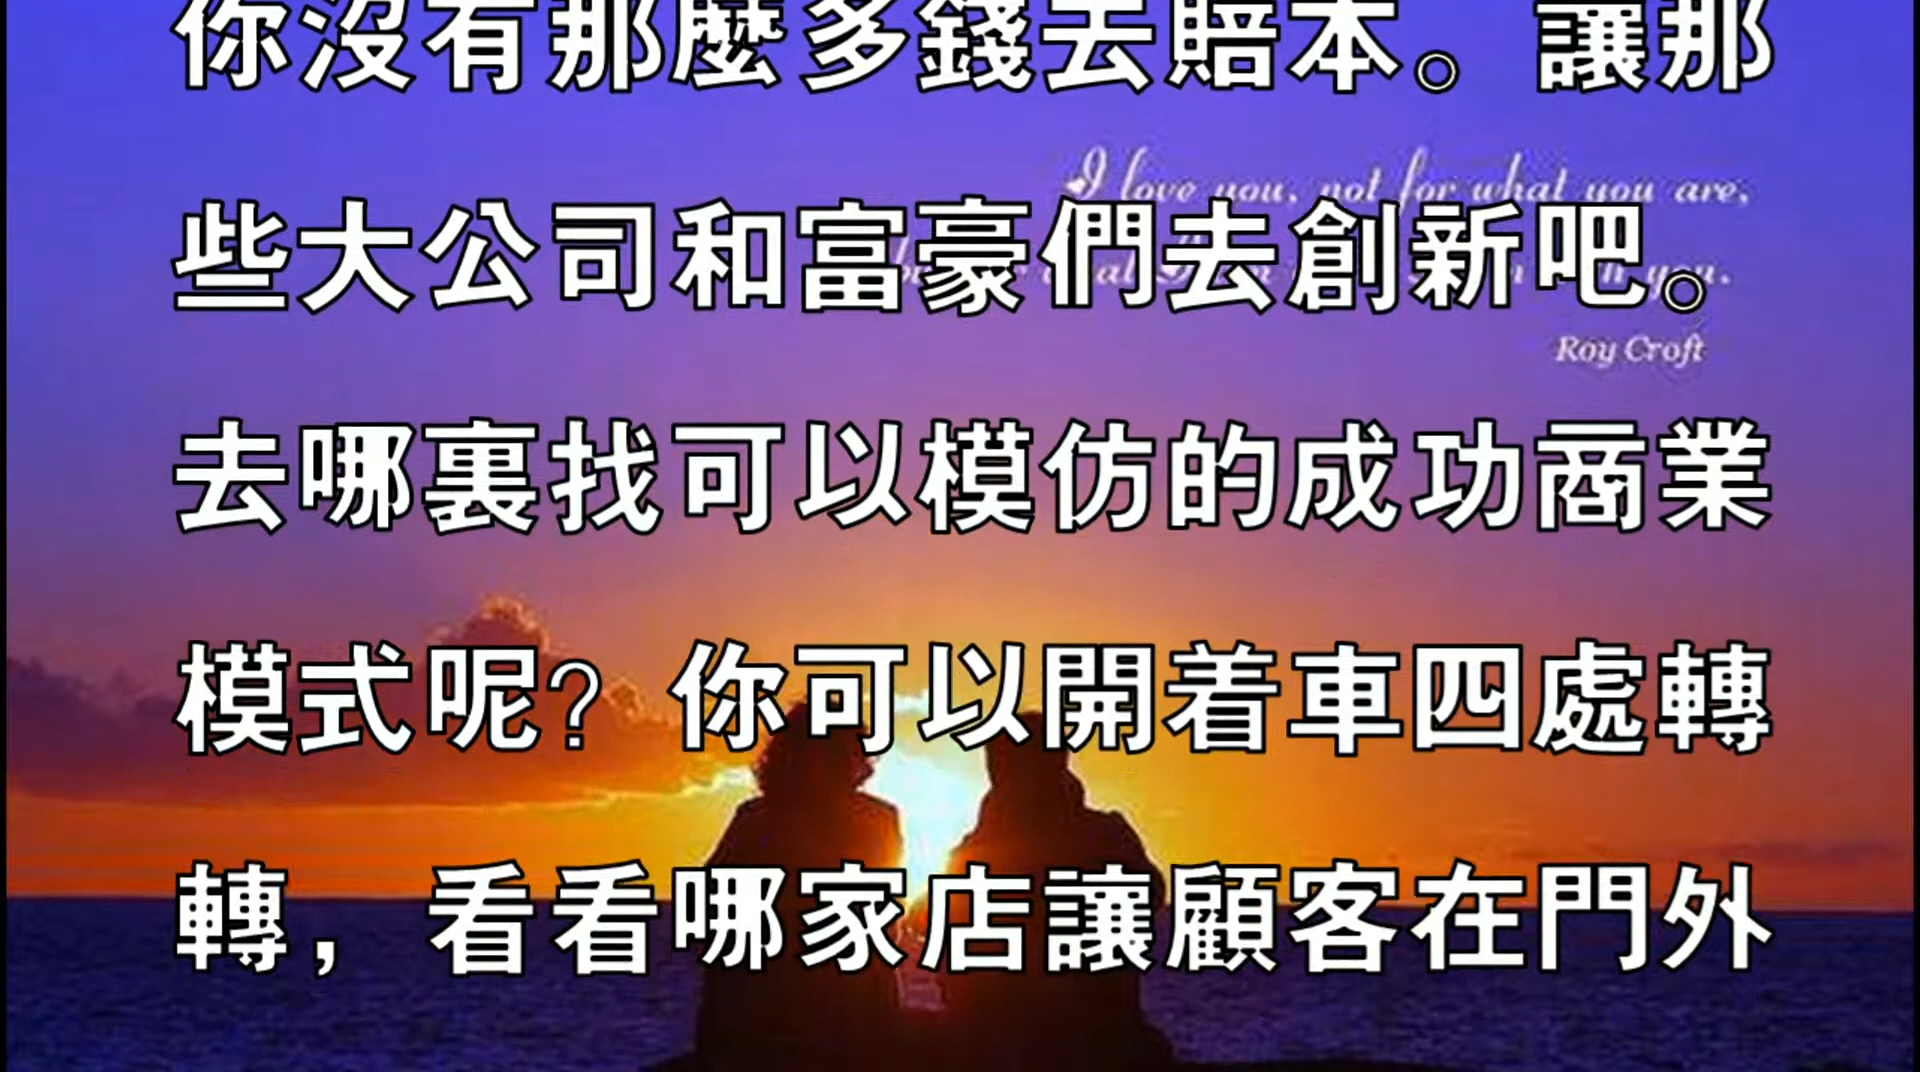 你沒有那麼多錢去賠本。讓那
I love you, not for what you are,
些大公司和富豪們去創新吧。
you.
Roy Croft
去哪裏找可以模仿的成功商業
模式呢？你可以開着車四處轉
轉，看看哪家店讓顧客在門外